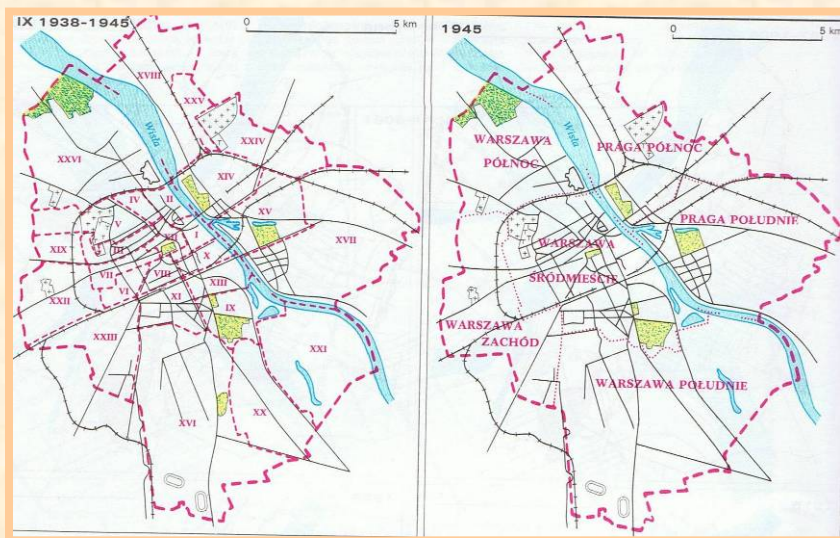 IX 1938-1945
0 5 km
XVIII
XXV
Wisła
XXIV
XXVI
XIV
IV
II
V
XV
XVII
XIX
III
X
VII
VIII
VI
XIII
XXII
XI
IX
XXIII
XXI
XX
XVI
1945
0 5 km
Wisła
WARSZAWA
PÓŁNOC
PRAGA PÓŁNOC
PRAGA POŁUDNIE
WARSZAWA
ŚRÓDMIEŚCIE
WARSZAWA
ZACHÓD
WARSZAWA POŁUDNIE